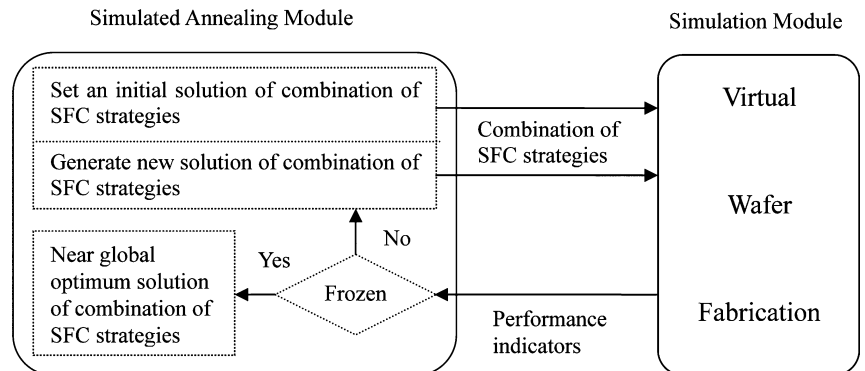 Simulated Annealing Module
Simulation Module
Set an initial solution of combination of
SFC strategies
Generate new solution of combination of
SFC strategies
Combination of
SFC strategies
Virtual
Wafer
Fabrication
No
Yes
Frozen
Near global
optimum solution
of combination of
SFC strategies
Performance
indicators